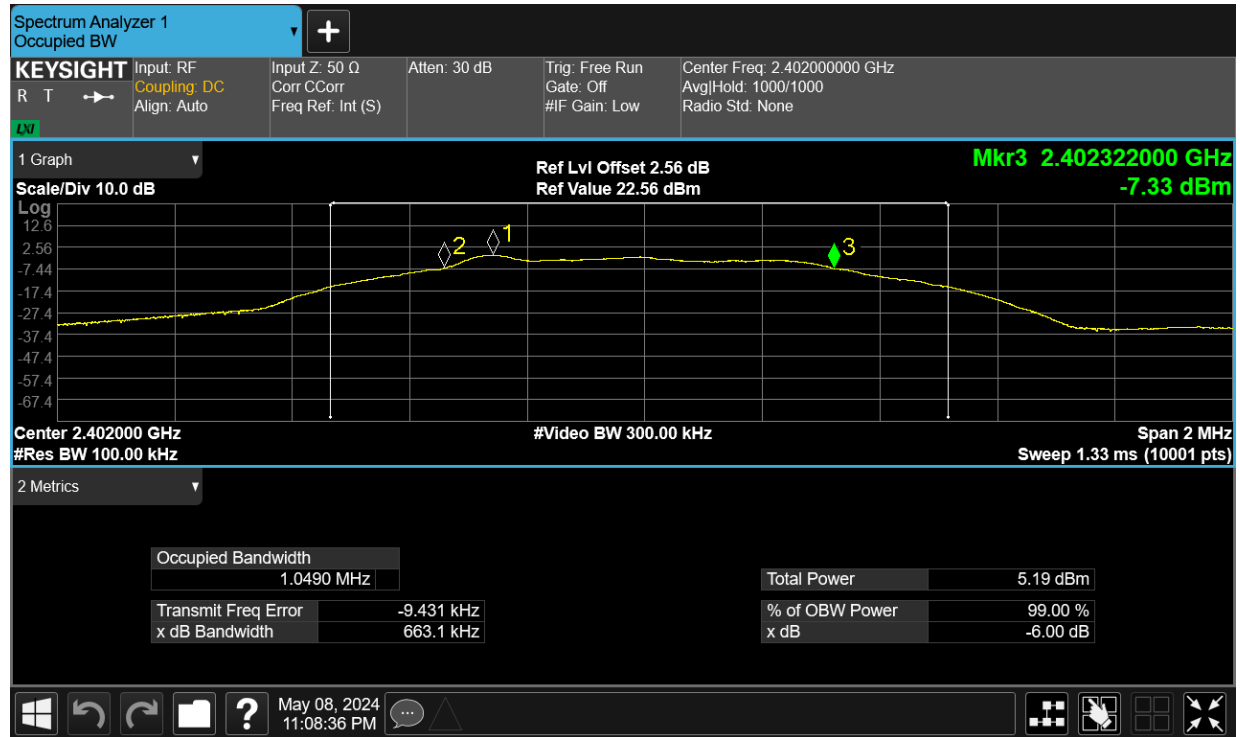 Spectrum Analyzer 1
Occupied BW
KEYSIGHT
R T
LXI
Input: RF
Coupling: DC
Align: Auto
Input Z: 50 Ω
Corr CCorr
Freq Ref: Int (S)
Atten: 30 dB
Trig: Free Run
Gate: Off
#IF Gain: Low
Center Freq: 2.402000000 GHz
Avg|Hold: 1000/1000
Radio Std: None
1 Graph
Scale/Div 10.0 dB
Ref Lvl Offset 2.56 dB
Ref Value 22.56 dBm
Mkr3 2.402322000 GHz
-7.33 dBm
Log
12.6
2.56
-7.44
-17.4
-27.4
-37.4
-47.4
-57.4
-67.4
2
1
3
Center 2.402000 GHz
#Res BW 100.00 kHz
#Video BW 300.00 kHz
Span 2 MHz
Sweep 1.33 ms (10001 pts)
2 Metrics
Occupied Bandwidth
1.0490 MHz
Transmit Freq Error -9.431 kHz
x dB Bandwidth 663.1 kHz
Total Power 5.19 dBm
% of OBW Power 99.00 %
x dB -6.00 dB
?
May 08, 2024
11:08:36 PM